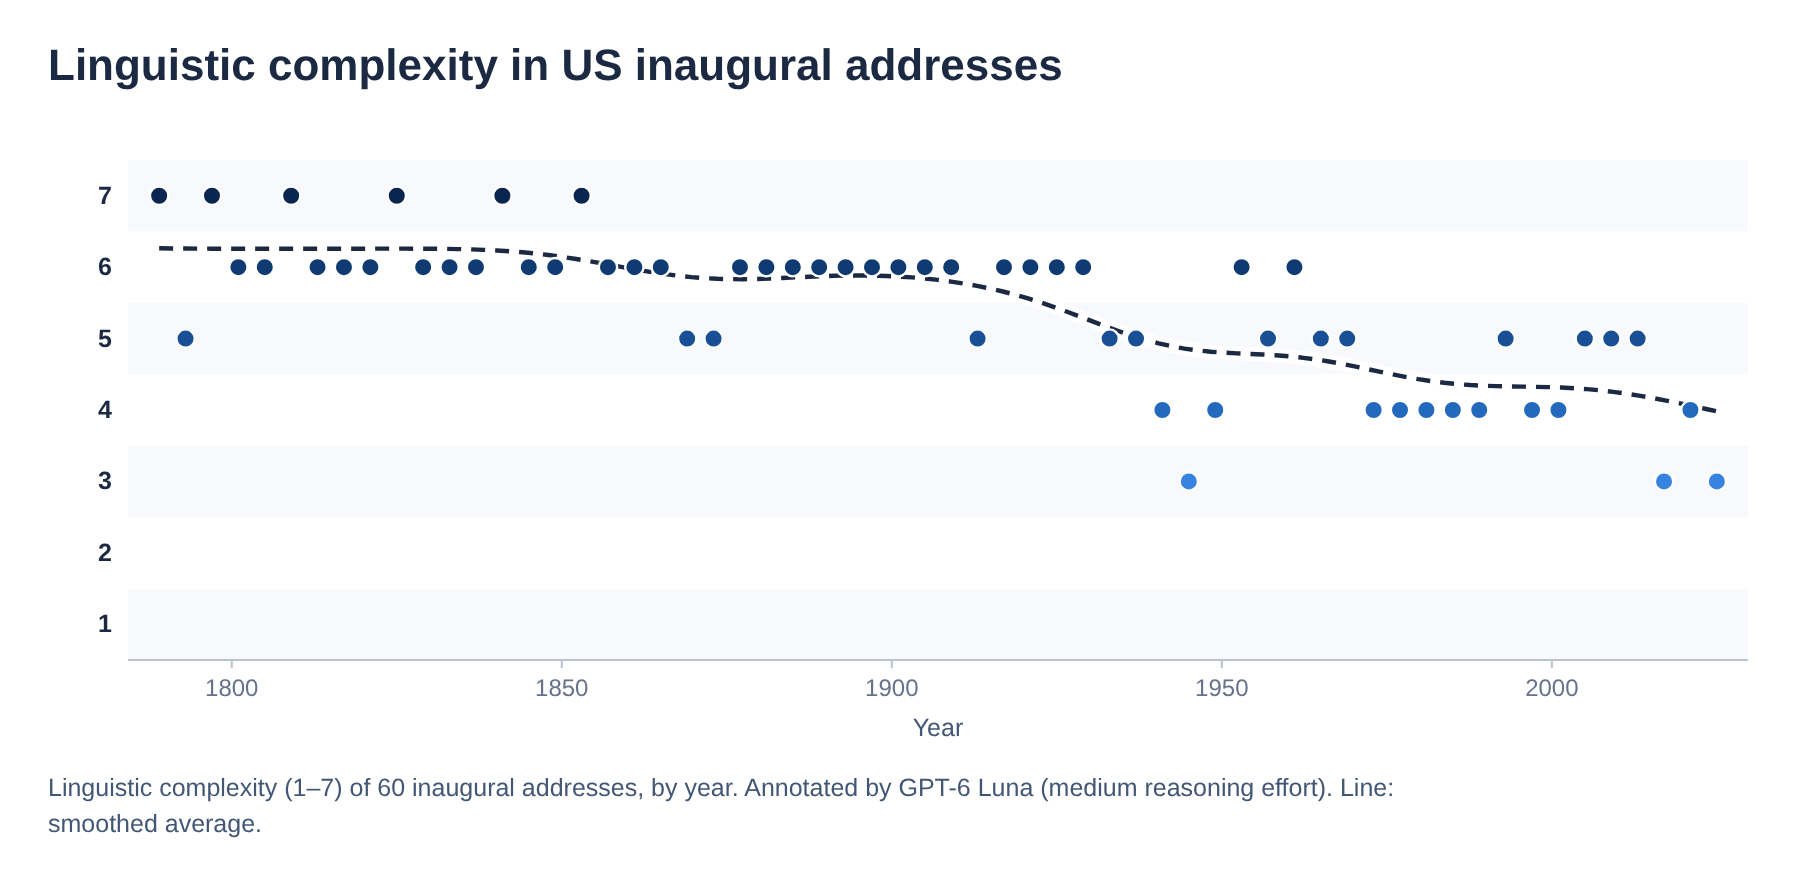 Linguistic complexity in US inaugural addresses
7
6
5
4
3
2
1
1800 1850 1900 1950 2000
Year
Linguistic complexity (1–7) of 60 inaugural addresses, by year. Annotated by GPT-6 Luna (medium reasoning effort). Line:
smoothed average.